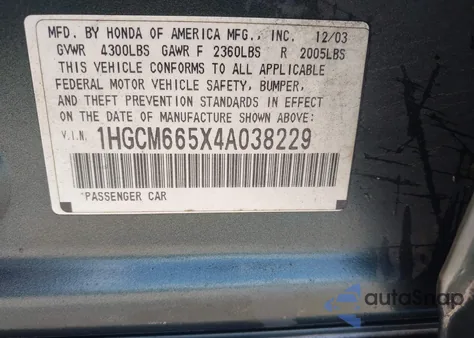 MFD. BY HONDA OF AMERICA MFG., INC. 12/03
GVWR 4300LBS GAWR F 2360LBS R 2005LBS
THIS VEHICLE CONFORMS TO ALL APPLICABLE
FEDERAL MOTOR VEHICLE SAFETY, BUMPER,
AND THEFT PREVENTION STANDARDS IN EFFECT
ON THE DATE OF MANUFACTURE SHOWN ABOVE:
V.I.N. 1HGCM665X4A038229
PASSENGER CAR
autoSnap